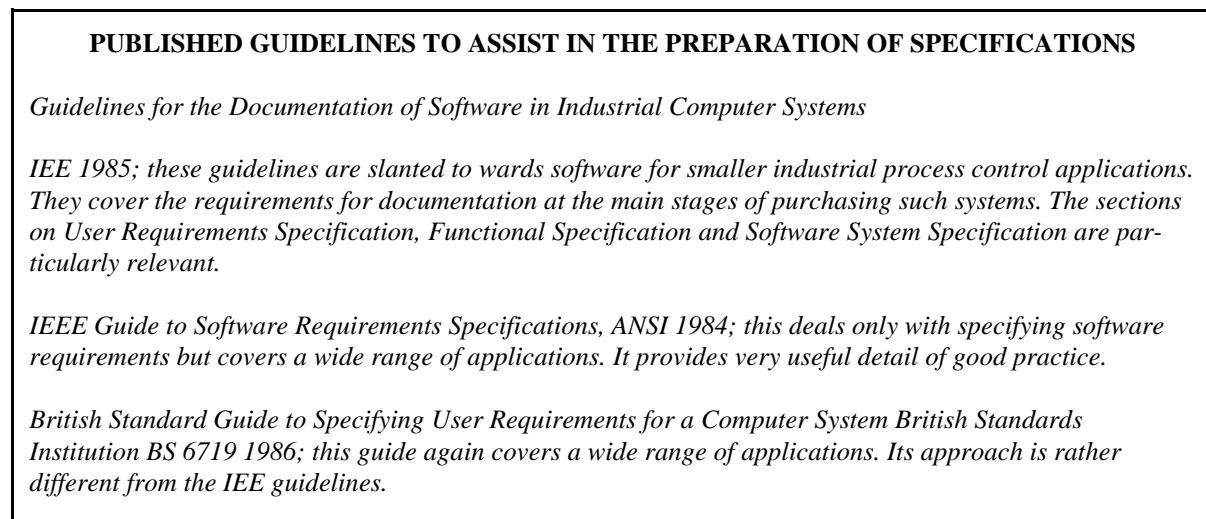 PUBLISHED GUIDELINES TO ASSIST IN THE PREPARATION OF SPECIFICATIONS
Guidelines for the Documentation of Software in Industrial Computer Systems
IEE 1985; these guidelines are slanted to wards software for smaller industrial process control applications.
They cover the requirements for documentation at the main stages of purchasing such systems. The sections
on User Requirements Specification, Functional Specification and Software System Specification are par-
ticularly relevant.
IEEE Guide to Software Requirements Specifications, ANSI 1984; this deals only with specifying software
requirements but covers a wide range of applications. It provides very useful detail of good practice.
British Standard Guide to Specifying User Requirements for a Computer System British Standards
Institution BS 6719 1986; this guide again covers a wide range of applications. Its approach is rather
different from the IEE guidelines.